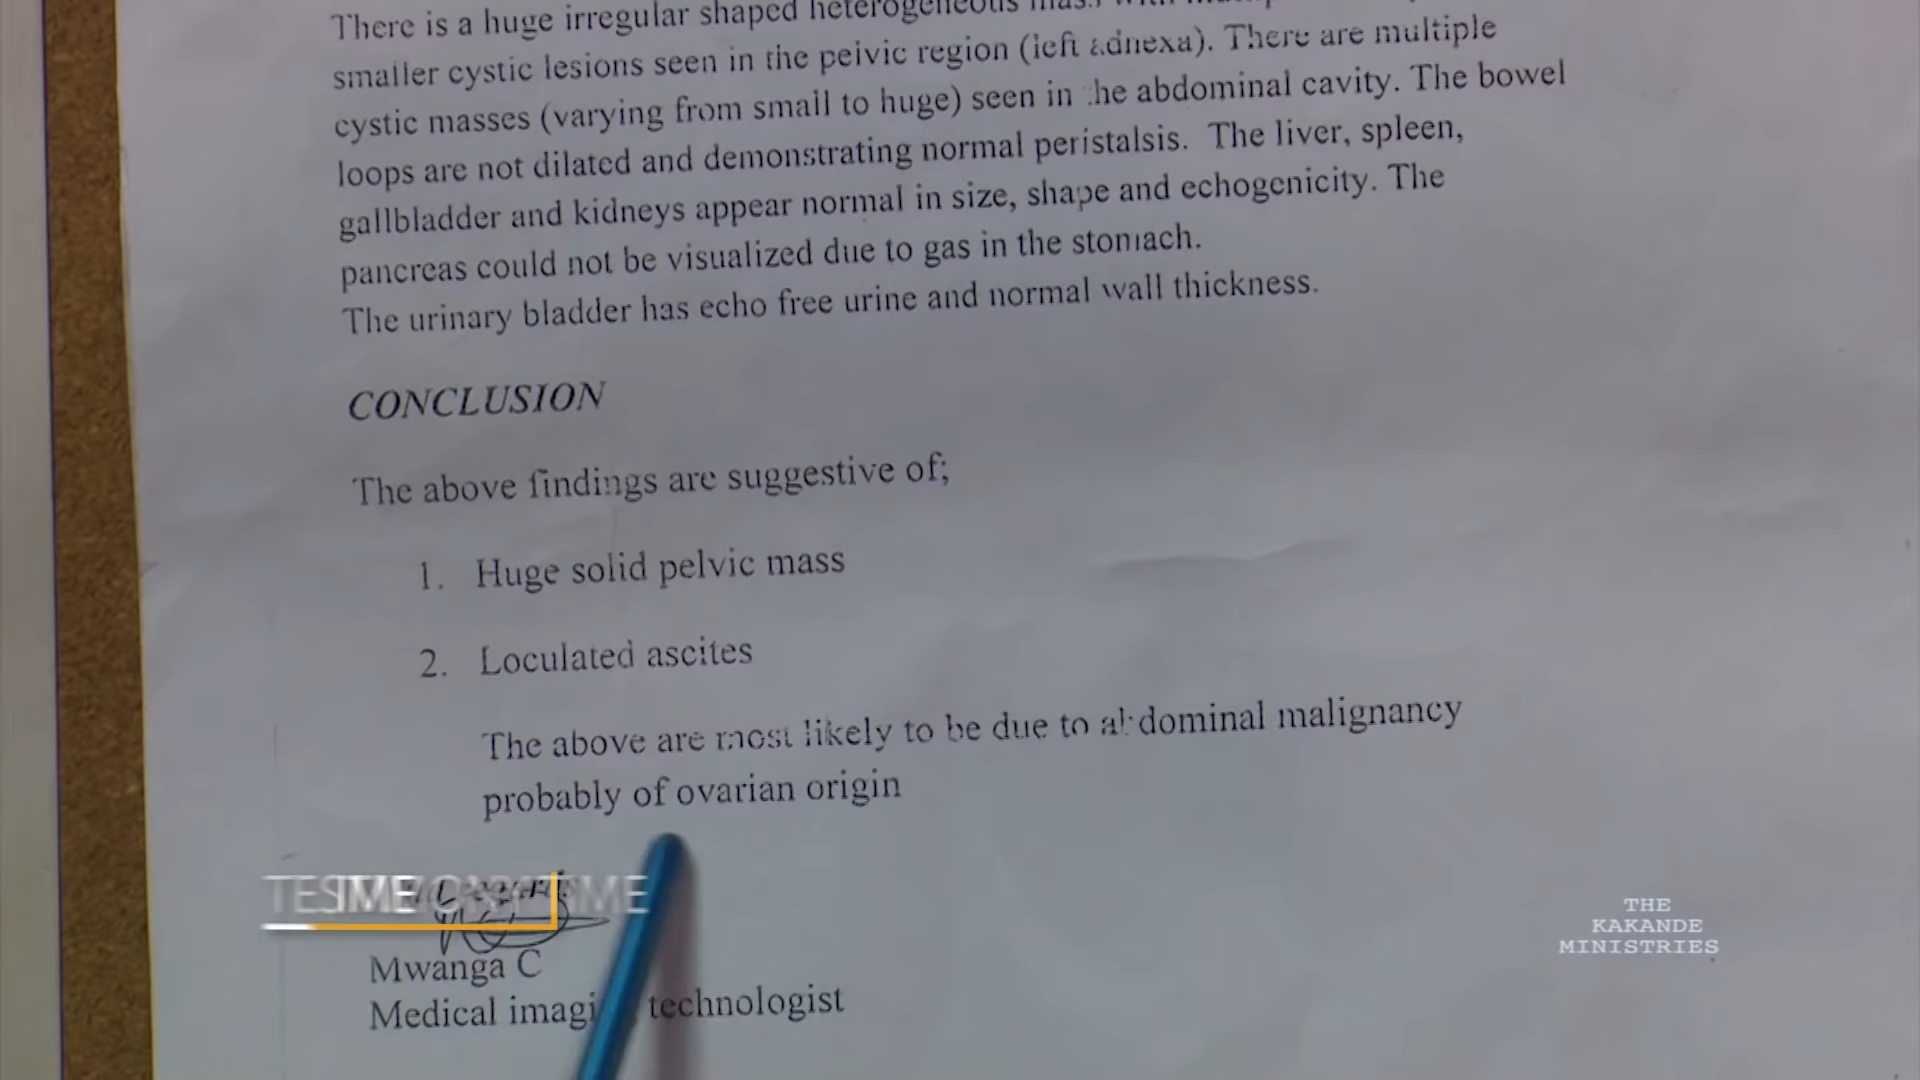 There is a huge irregular shaped heterogeneous
smaller cystic lesions seen in the pelvic region (left adnexa). There are multiple
cystic masses (varying from small to huge) seen in the abdominal cavity. The bowel
loops are not dilated and demonstrating normal peristalsis. The liver, spleen,
gallbladder and kidneys appear normal in size, shape and echogenicity. The
pancreas could not be visualized due to gas in the stomach.
The urinary bladder has echo free urine and normal wall thickness.
CONCLUSION
The above findings are suggestive of;
1. Huge solid pelvic mass
2. Loculated ascites
The above are most likely to be due to abdominal malignancy
probably of ovarian origin
Mwanga C
Medical imaging technologist
THE
KAKANDE
MINISTRIES